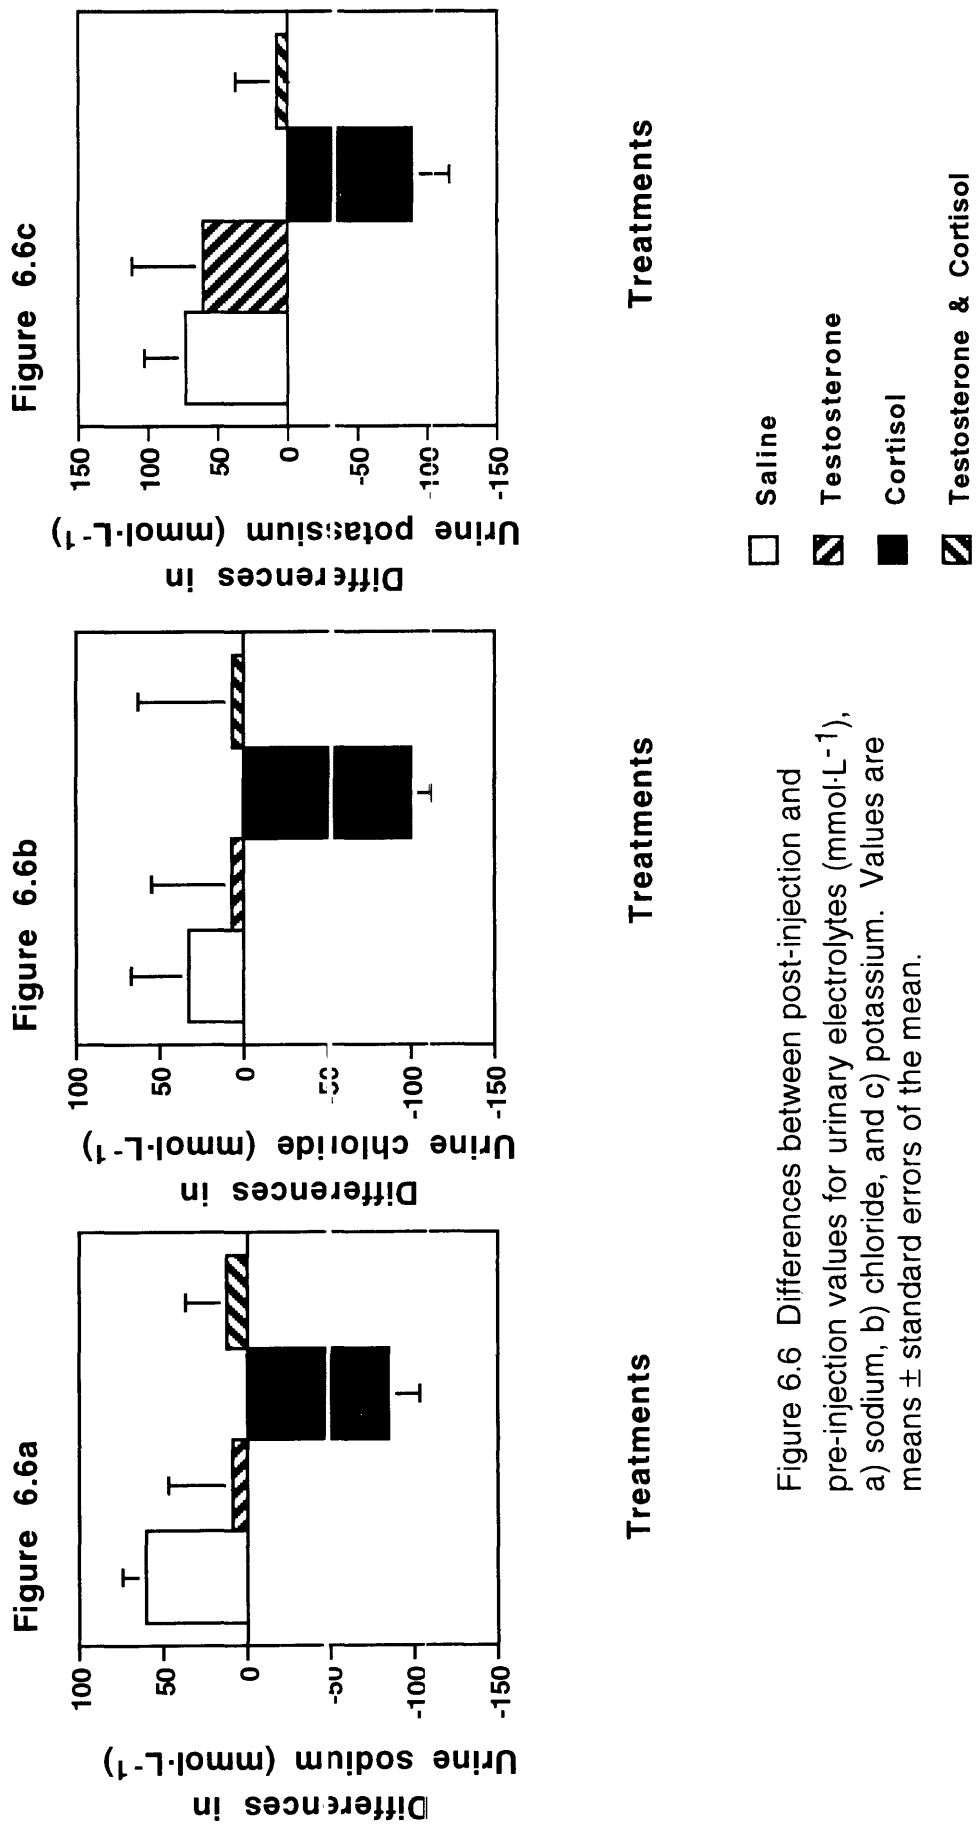 Figure 6.6a
Differences in
Urine sodium (mmol·L-1)
100
50
0
-50
-100
-150
Treatments
Figure 6.6b
Differences in
Urine chloride (mmol·L-1)
100
50
0
-50
-100
-150
Treatments
Figure 6.6c
Differences in
Urine potassium (mmol·L-1)
150
100
50
0
-50
-100
-150
Treatments
Saline
Testosterone
Cortisol
Testosterone & Cortisol
Figure 6.6 Differences between post-injection and
pre-injection values for urinary electrolytes (mmol·L-1),
a) sodium, b) chloride, and c) potassium. Values are
means ± standard errors of the mean.